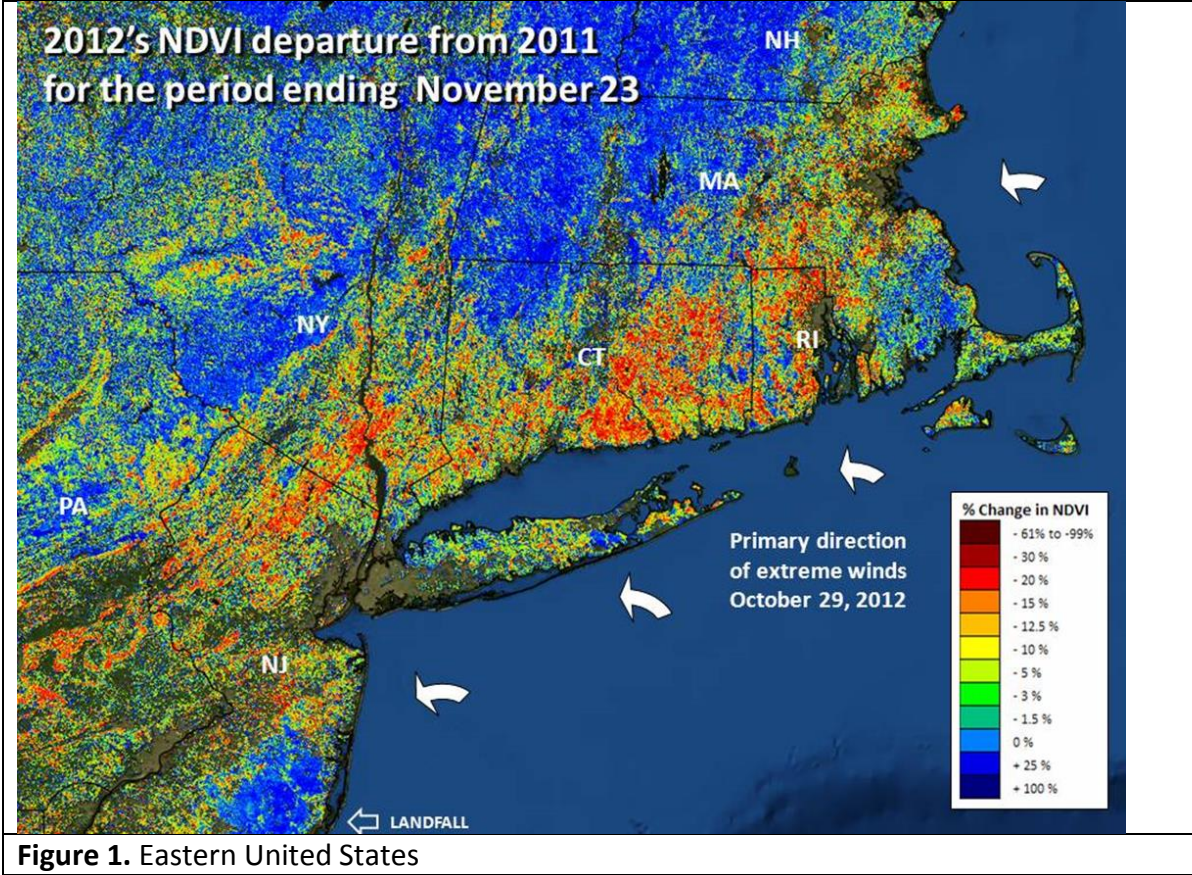 2012's NDVI departure from 2011
for the period ending November 23
NH
MA
NY
CT
RI
PA
NJ
Primary direction
of extreme winds
October 29, 2012
LANDFALL
% Change in NDVI
- 61% to -99%
- 30 %
- 20 %
- 15 %
- 12.5 %
- 10 %
- 5 %
- 3 %
- 1.5 %
0 %
+ 25 %
+ 100 %
Figure 1. Eastern United States